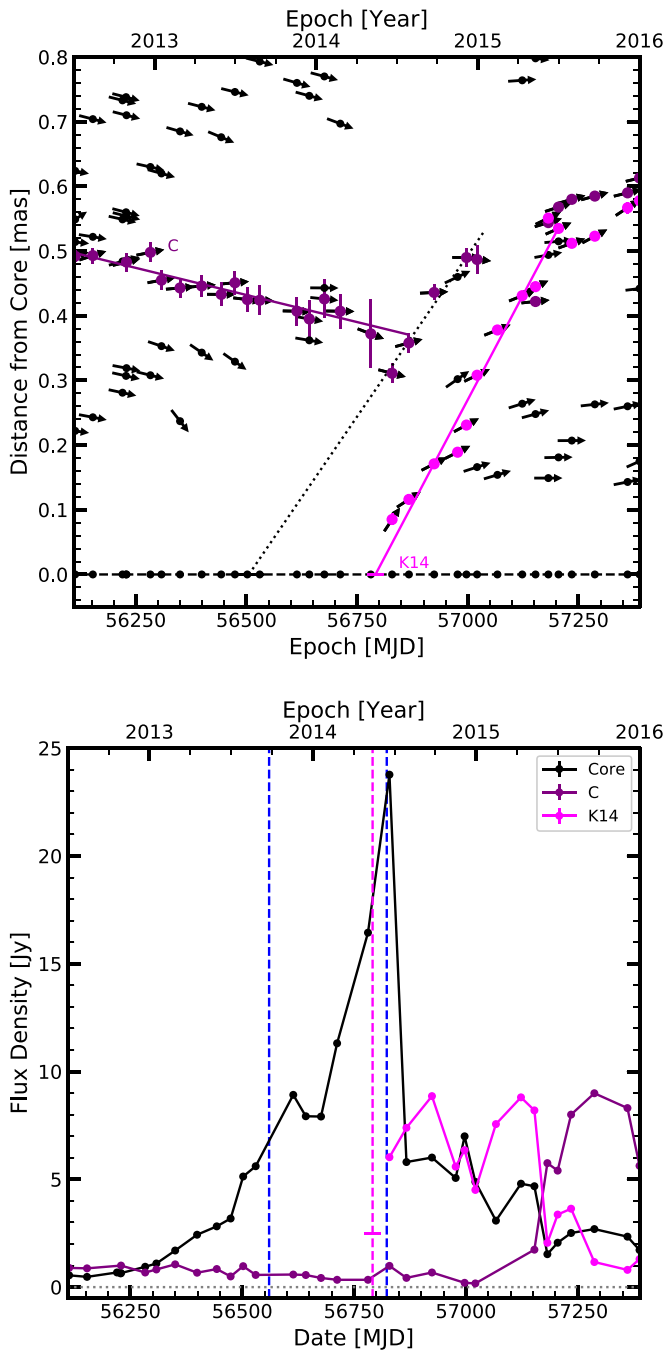 Epoch [Year]
2013 2014 2015 2016
0.8
0.7
0.6
0.5
0.4
0.3
0.2
0.1
0.0
Distance from Core [mas]
C
K14
56250 56500 56750 57000 57250
Epoch [MJD]
Epoch [Year]
2013 2014 2015 2016
25
20
15
10
5
0
Flux Density [Jy]
Core
C
K14
56250 56500 56750 57000 57250
Date [MJD]